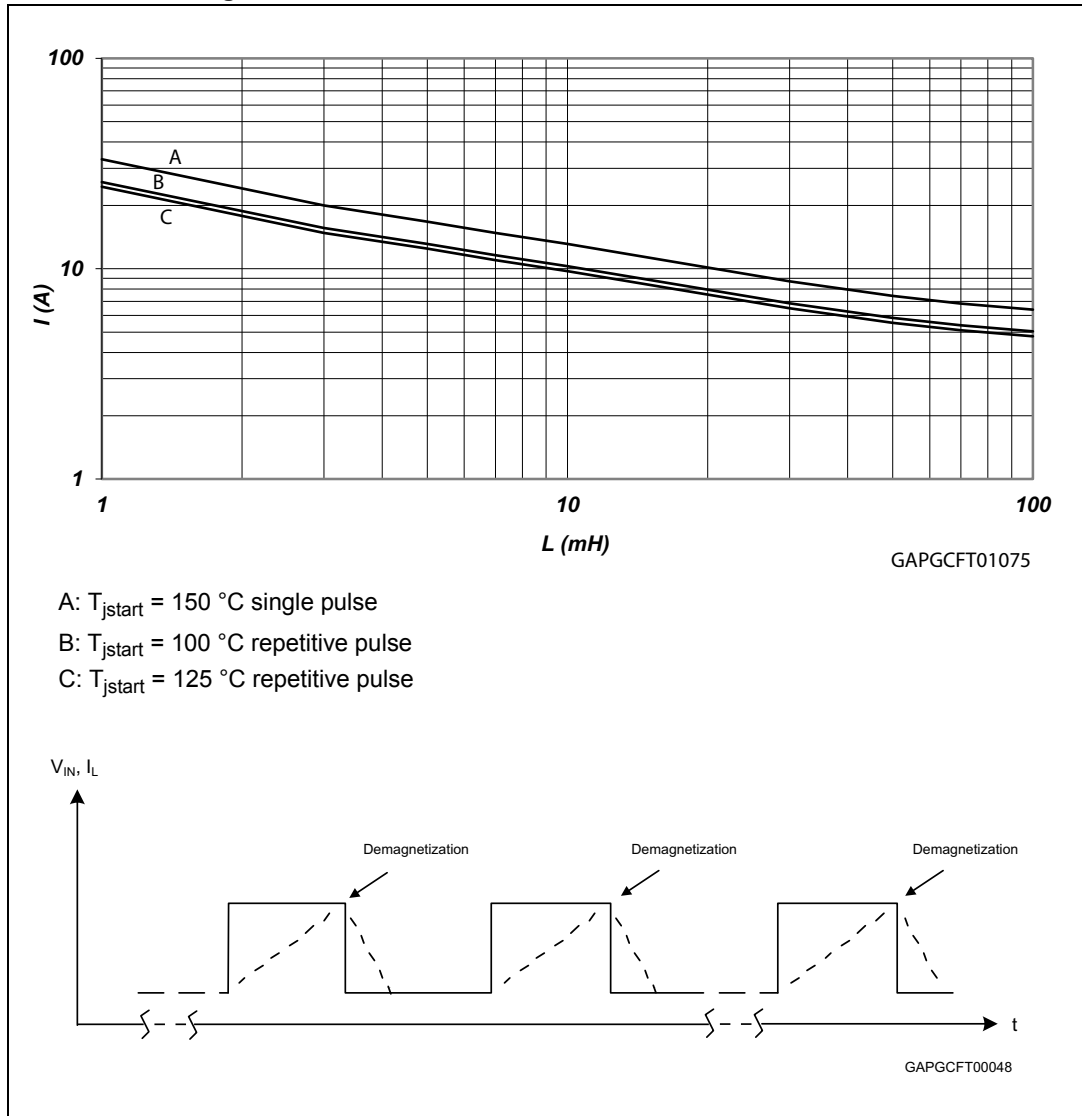 100
A
B
C
10
I (A)
1
1
10
100
L (mH)
GAPGCFT01075
A: Tjstart = 150 °C single pulse
B: Tjstart = 100 °C repetitive pulse
C: Tjstart = 125 °C repetitive pulse
VIN, IL
Demagnetization
Demagnetization
Demagnetization
t
GAPGCFT00048